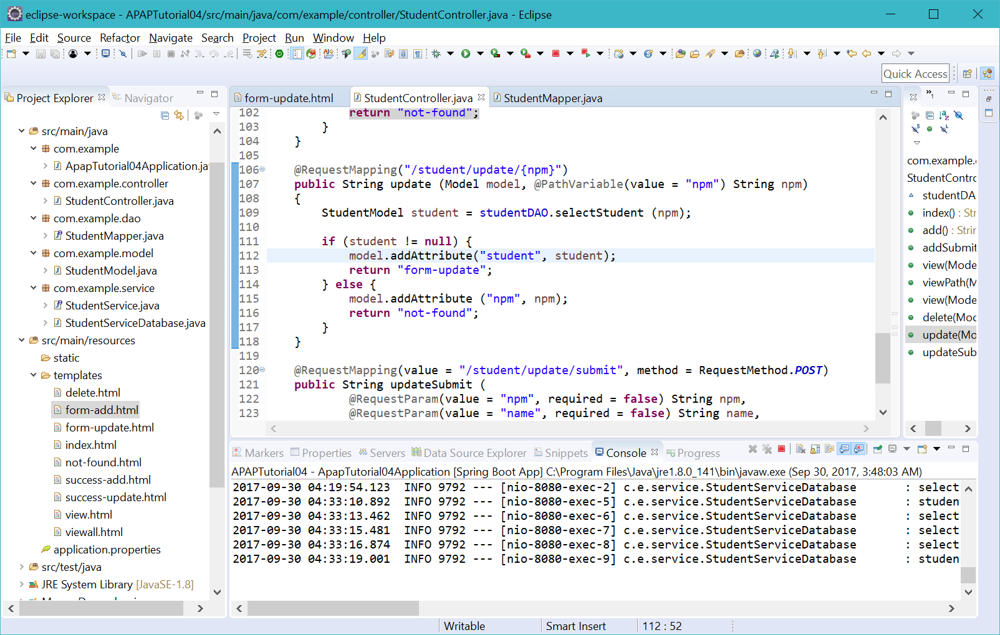 eclipse-workspace - APAPTutorial04/src/main/java/com/example/controller/StudentController.java - Eclipse
File Edit Source Refactor Navigate Search Project Run Window Help
Quick Access
Project Explorer
Navigator
src/main/java
com.example
ApapTutorial04Application.ja
com.example.controller
StudentController.java
com.example.dao
StudentMapper.java
com.example.model
StudentModel.java
com.example.service
StudentService.java
StudentServiceDatabase.java
src/main/resources
static
templates
delete.html
form-add.html
form-update.html
index.html
not-found.html
success-add.html
success-update.html
view.html
viewall.html
application.properties
src/test/java
JRE System Library [JavaSE-1.8]
form-update.html
StudentController.java
StudentMapper.java
102 return "not-found";
103 }
104 }
105
106 @RequestMapping("/student/update/{npm}")
107 public String update (Model model, @PathVariable(value = "npm") String npm)
108 {
109 StudentModel student = studentDAO.selectStudent (npm);
110
111 if (student != null) {
112 model.addAttribute("student", student);
113 return "form-update";
114 } else {
115 model.addAttribute ("npm", npm);
116 return "not-found";
117 }
118 }
119
120 @RequestMapping(value = "/student/update/submit", method = RequestMethod.POST)
121 public String updateSubmit (
122 @RequestParam(value = "npm", required = false) String npm,
123 @RequestParam(value = "name", required = false) String name,
com.example.
StudentContro
studentDA
index() : Str
add() : Strin
addSubmit
view(Mode
viewPath(M
view(Mode
delete(Moc
update(Mo
updateSub
Markers Properties Servers Data Source Explorer Snippets Console Progress
APAPTutorial04 - ApapTutorial04Application [Spring Boot App] C:\Program Files\Java\jre1.8.0_141\bin\javaw.exe (Sep 30, 2017, 3:48:03 AM)
2017-09-30 04:19:54.123 INFO 9792 --- [nio-8080-exec-2] c.e.service.StudentServiceDatabase : select
2017-09-30 04:33:10.892 INFO 9792 --- [nio-8080-exec-5] c.e.service.StudentServiceDatabase : studen
2017-09-30 04:33:13.462 INFO 9792 --- [nio-8080-exec-6] c.e.service.StudentServiceDatabase : select
2017-09-30 04:33:15.481 INFO 9792 --- [nio-8080-exec-7] c.e.service.StudentServiceDatabase : select
2017-09-30 04:33:16.874 INFO 9792 --- [nio-8080-exec-8] c.e.service.StudentServiceDatabase : select
2017-09-30 04:33:19.001 INFO 9792 --- [nio-8080-exec-9] c.e.service.StudentServiceDatabase : studen
Writable Smart Insert 112 : 52